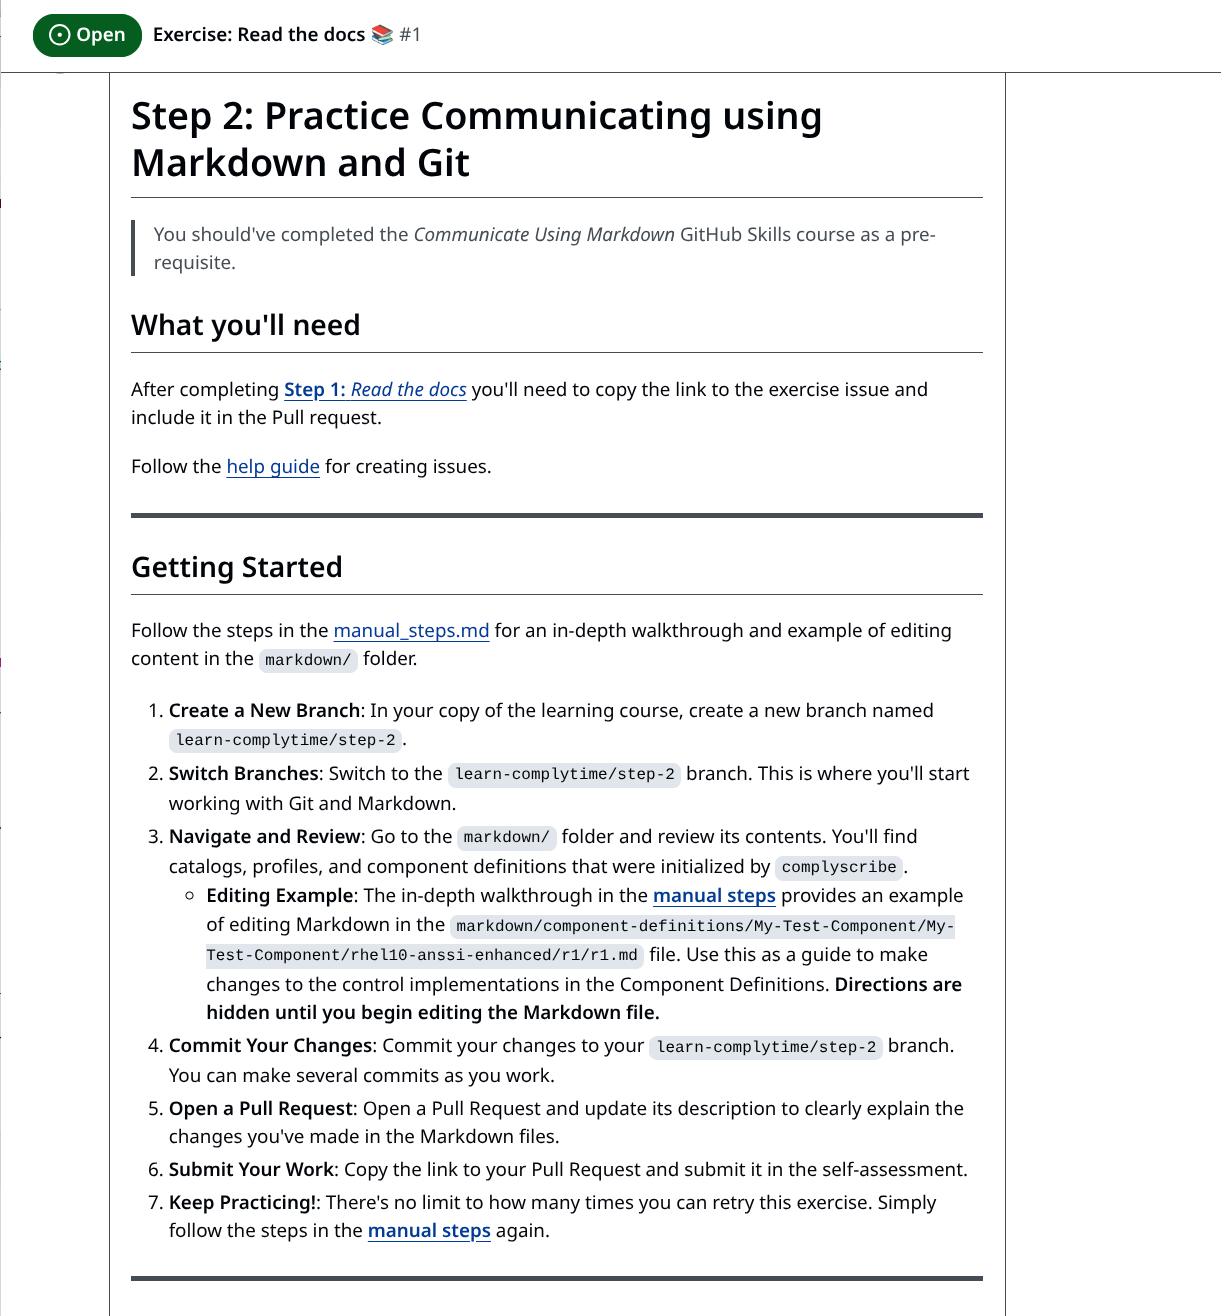 Open Exercise: Read the docs 📚 #1
Step 2: Practice Communicating using
Markdown and Git
You should've completed the Communicate Using Markdown GitHub Skills course as a pre-
requisite.
What you'll need
After completing Step 1: Read the docs you'll need to copy the link to the exercise issue and
include it in the Pull request.
Follow the help guide for creating issues.
Getting Started
Follow the steps in the manual_steps.md for an in-depth walkthrough and example of editing
content in the markdown/ folder.
1. Create a New Branch: In your copy of the learning course, create a new branch named
learn-complytime/step-2.
2. Switch Branches: Switch to the learn-complytime/step-2 branch. This is where you'll start
working with Git and Markdown.
3. Navigate and Review: Go to the markdown/ folder and review its contents. You'll find
catalogs, profiles, and component definitions that were initialized by complyscribe.
◦ Editing Example: The in-depth walkthrough in the manual steps provides an example
of editing Markdown in the markdown/component-definitions/My-Test-Component/My-
Test-Component/rhel10-anssi-enhanced/r1/r1.md file. Use this as a guide to make
changes to the control implementations in the Component Definitions. Directions are
hidden until you begin editing the Markdown file.
4. Commit Your Changes: Commit your changes to your learn-complytime/step-2 branch.
You can make several commits as you work.
5. Open a Pull Request: Open a Pull Request and update its description to clearly explain the
changes you've made in the Markdown files.
6. Submit Your Work: Copy the link to your Pull Request and submit it in the self-assessment.
7. Keep Practicing!: There's no limit to how many times you can retry this exercise. Simply
follow the steps in the manual steps again.